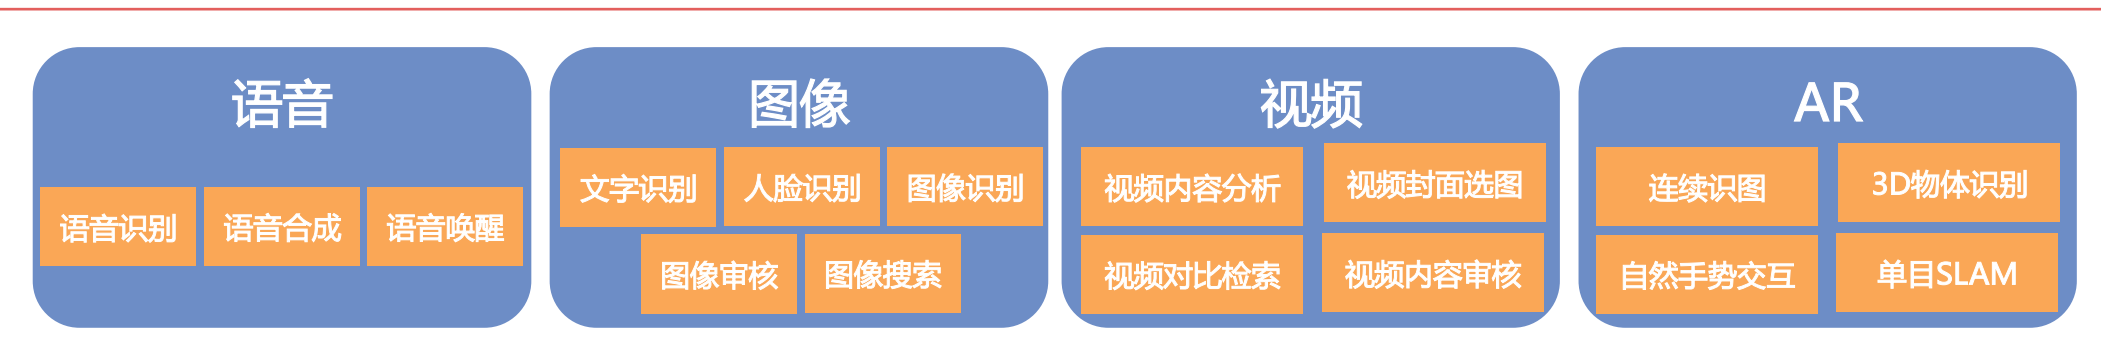 语音
语音识别 语音合成 语音唤醒
图像
文字识别 人脸识别 图像识别
图像审核 图像搜索
视频
视频内容分析 视频封面选图
视频对比检索 视频内容审核
AR
连续识图 3D物体识别
自然手势交互 单目SLAM